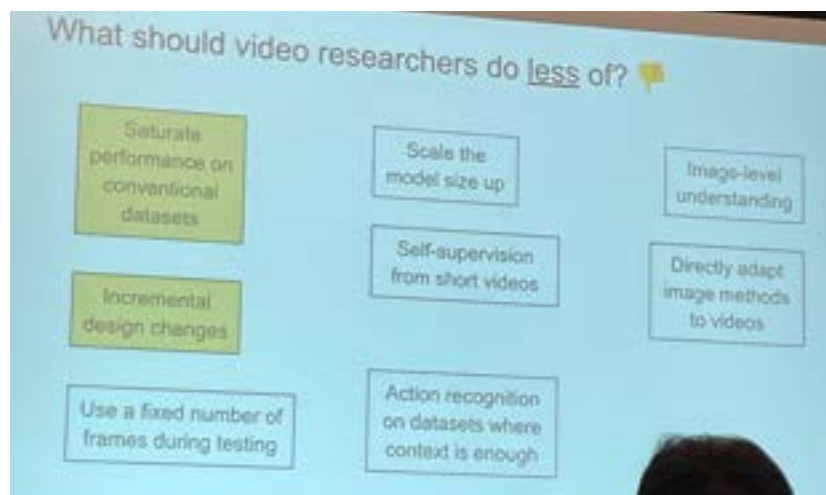 What should video researchers do less of?
Saturate
performance on
conventional
datasets
Incremental
design changes
Use a fixed number of
frames during testing
Scale the
model size up
Self-supervision
from short videos
Action recognition
on datasets where
context is enough
Image-level
understanding
Directly adapt
image methods
to videos